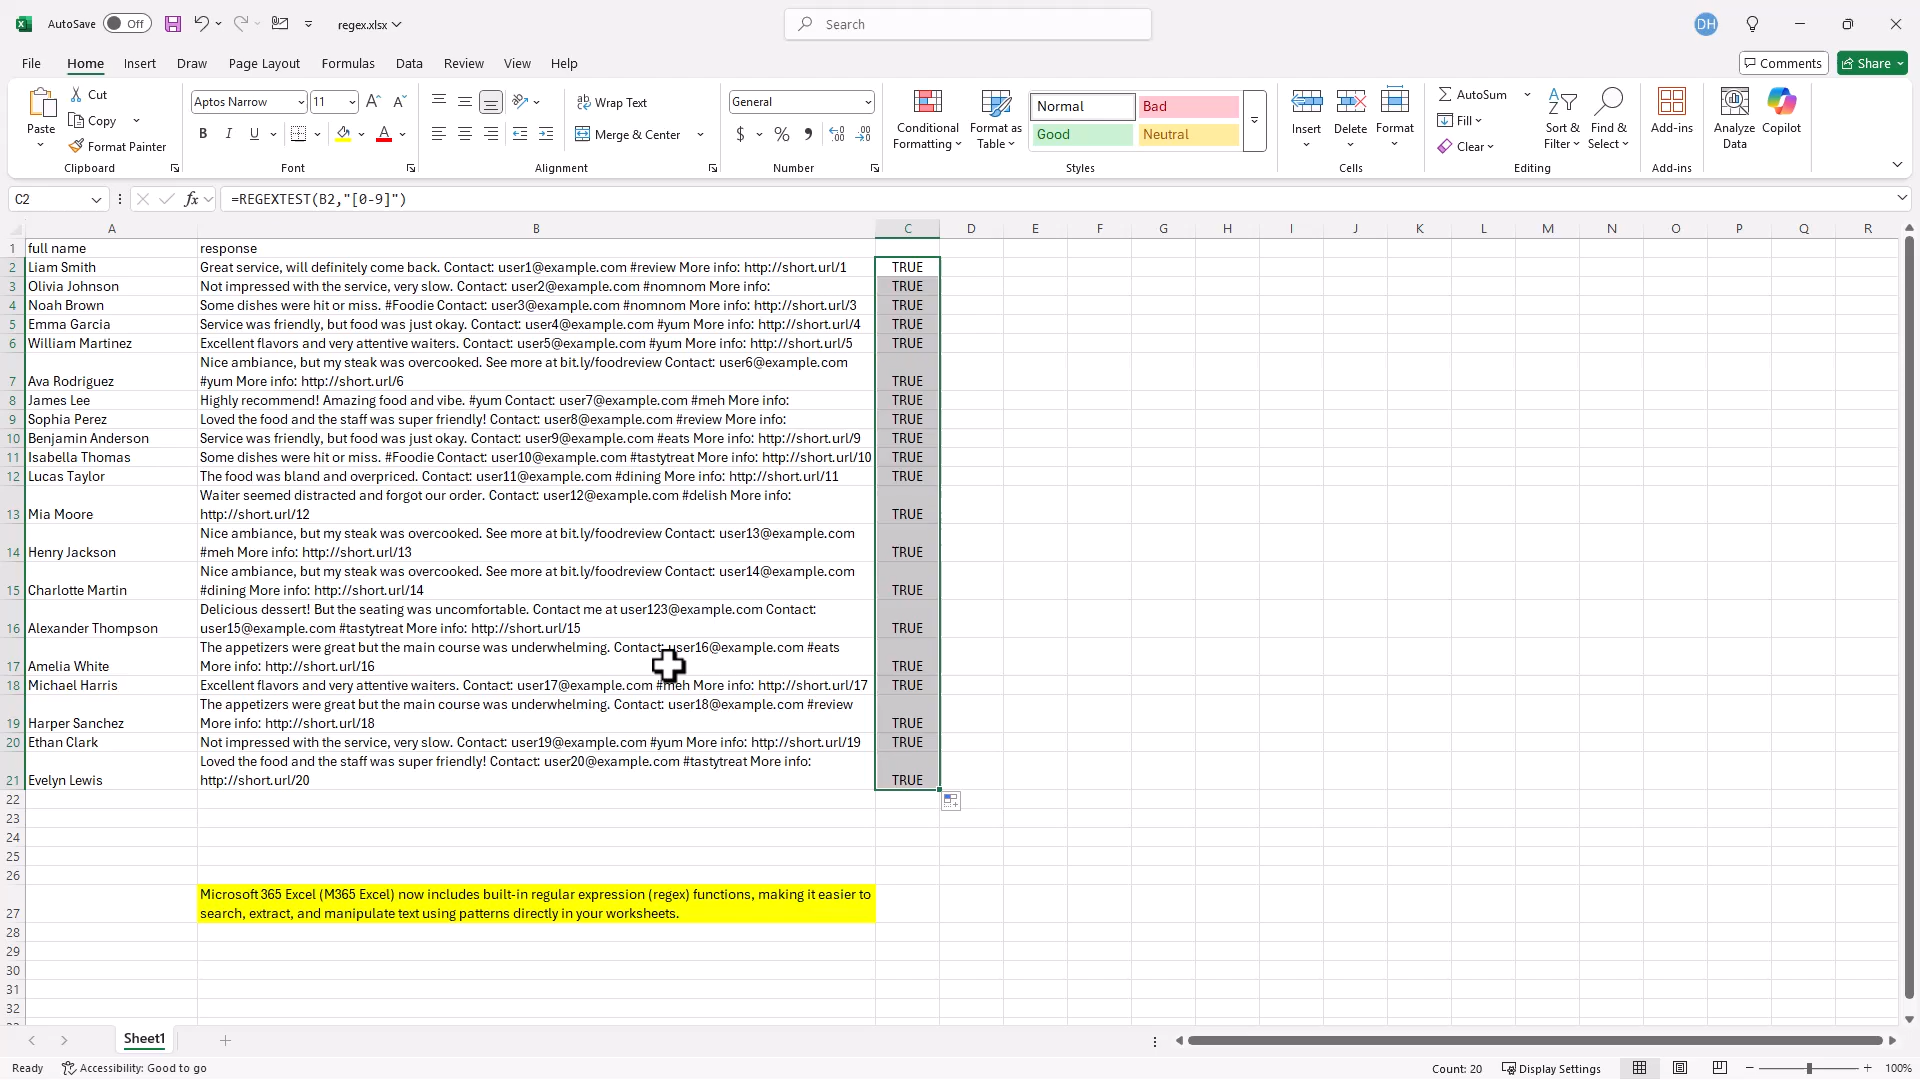 AutoSave Off regex.xlsx Search DH
File Home Insert Draw Page Layout Formulas Data Review View Help Comments Share
Paste Cut Copy Format Painter Clipboard
Aptos Narrow 11 B I U A Font
Wrap Text Merge & Center Alignment
General $ % Number
Conditional Formatting Format as Table Normal Bad Good Neutral Styles
Insert Delete Format Cells
AutoSum Fill Clear Sort & Filter Find & Select Editing
Add-ins Add-ins
Analyze Data Copilot
C2 fx =REGEXTEST(B2,"[0-9]")
A B C D E F G H I J K L M N O P Q R
1 full name response
2 Liam Smith Great service, will definitely come back. Contact: user1@example.com #review More info: http://short.url/1 TRUE
3 Olivia Johnson Not impressed with the service, very slow. Contact: user2@example.com #nomnom More info: TRUE
4 Noah Brown Some dishes were hit or miss. #Foodie Contact: user3@example.com #nomnom More info: http://short.url/3 TRUE
5 Emma Garcia Service was friendly, but food was just okay. Contact: user4@example.com #yum More info: http://short.url/4 TRUE
6 William Martinez Excellent flavors and very attentive waiters. Contact: user5@example.com #yum More info: http://short.url/5 TRUE
Nice ambiance, but my steak was overcooked. See more at bit.ly/foodreview Contact: user6@example.com
7 Ava Rodriguez #yum More info: http://short.url/6 TRUE
8 James Lee Highly recommend! Amazing food and vibe. #yum Contact: user7@example.com #meh More info: TRUE
9 Sophia Perez Loved the food and the staff was super friendly! Contact: user8@example.com #review More info: TRUE
10 Benjamin Anderson Service was friendly, but food was just okay. Contact: user9@example.com #eats More info: http://short.url/9 TRUE
11 Isabella Thomas Some dishes were hit or miss. #Foodie Contact: user10@example.com #tastytreat More info: http://short.url/10 TRUE
12 Lucas Taylor The food was bland and overpriced. Contact: user11@example.com #dining More info: http://short.url/11 TRUE
Waiter seemed distracted and forgot our order. Contact: user12@example.com #delish More info:
13 Mia Moore http://short.url/12 TRUE
Nice ambiance, but my steak was overcooked. See more at bit.ly/foodreview Contact: user13@example.com
14 Henry Jackson #meh More info: http://short.url/13 TRUE
Nice ambiance, but my steak was overcooked. See more at bit.ly/foodreview Contact: user14@example.com
15 Charlotte Martin #dining More info: http://short.url/14 TRUE
Delicious dessert! But the seating was uncomfortable. Contact me at user123@example.com Contact:
16 Alexander Thompson user15@example.com #tastytreat More info: http://short.url/15 TRUE
The appetizers were great but the main course was underwhelming. Contact: user16@example.com #eats
17 Amelia White More info: http://short.url/16 TRUE
18 Michael Harris Excellent flavors and very attentive waiters. Contact: user17@example.com #meh More info: http://short.url/17 TRUE
The appetizers were great but the main course was underwhelming. Contact: user18@example.com #review
19 Harper Sanchez More info: http://short.url/18 TRUE
20 Ethan Clark Not impressed with the service, very slow. Contact: user19@example.com #yum More info: http://short.url/19 TRUE
Loved the food and the staff was super friendly! Contact: user20@example.com #tastytreat More info:
21 Evelyn Lewis http://short.url/20 TRUE
22
23
24
25
26
Microsoft 365 Excel (M365 Excel) now includes built-in regular expression (regex) functions, making it easier to
27 search, extract, and manipulate text using patterns directly in your worksheets.
28
29
30
31
32
Sheet1
Ready Accessibility: Good to go Count: 20 Display Settings 100%